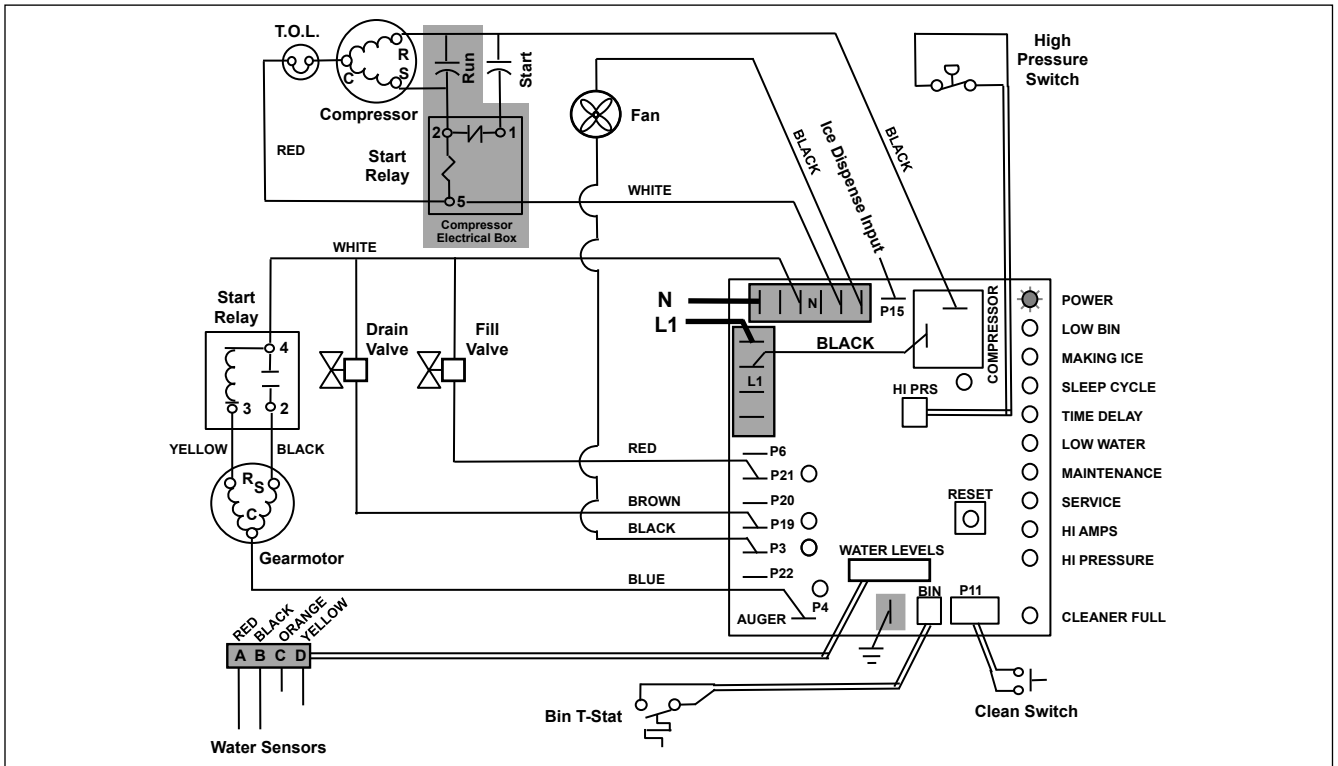 T.O.L.
R
S
C
Compressor
Run
Start
2
1
5
Start
Relay
Compressor
Electrical Box
RED
WHITE
Fan
BLACK
Ice Dispense Input
BLACK
High
Pressure
Switch
WHITE
Start
Relay
4
3
2
YELLOW
BLACK
R
S
C
Gearmotor
Drain
Valve
Fill
Valve
N
L1
N
L1
P15
BLACK
COMPRESSOR
HI PRS
RED
BROWN
BLACK
BLUE
P6
P21
P20
P19
P3
P22
P4
AUGER
WATER LEVELS
RESET
BIN
P11
POWER
LOW BIN
MAKING ICE
SLEEP CYCLE
TIME DELAY
LOW WATER
MAINTENANCE
SERVICE
HI AMPS
HI PRESSURE
CLEANER FULL
RED
BLACK
ORANGE
YELLOW
A B C D
Water Sensors
Bin T-Stat
Clean Switch